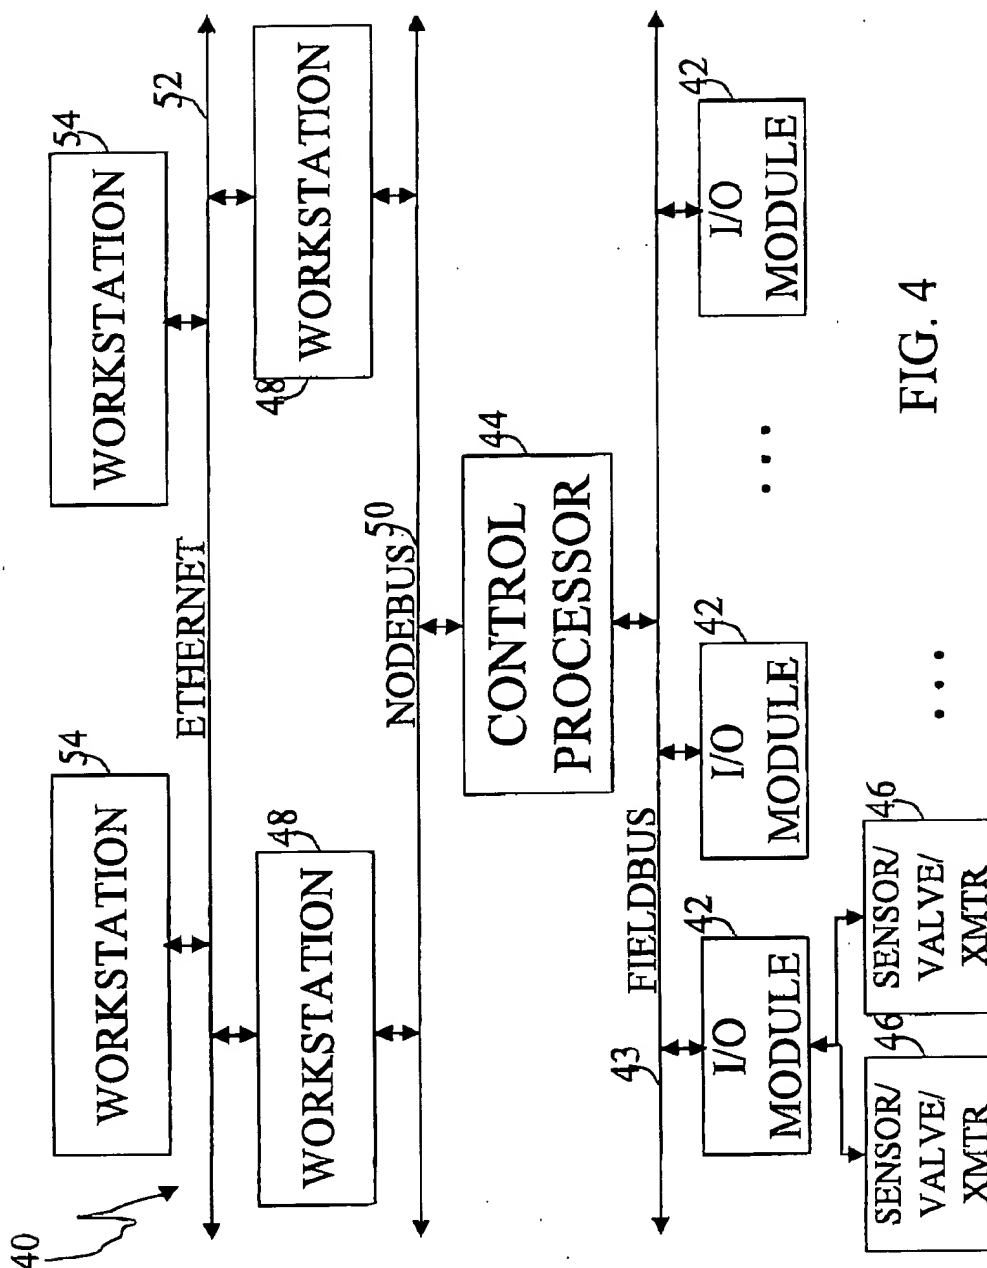 40
WORKSTATION
54
WORKSTATION
54
ETHERNET
52
WORKSTATION
48
WORKSTATION
48
NODEBUS
50
CONTROL
PROCESSOR
44
FIELDBUS
43
I/O
MODULE
42
I/O
MODULE
42
I/O
MODULE
42
...
SENSOR/
VALVE/
XMTR
46
SENSOR/
VALVE/
XMTR
46
...
FIG. 4